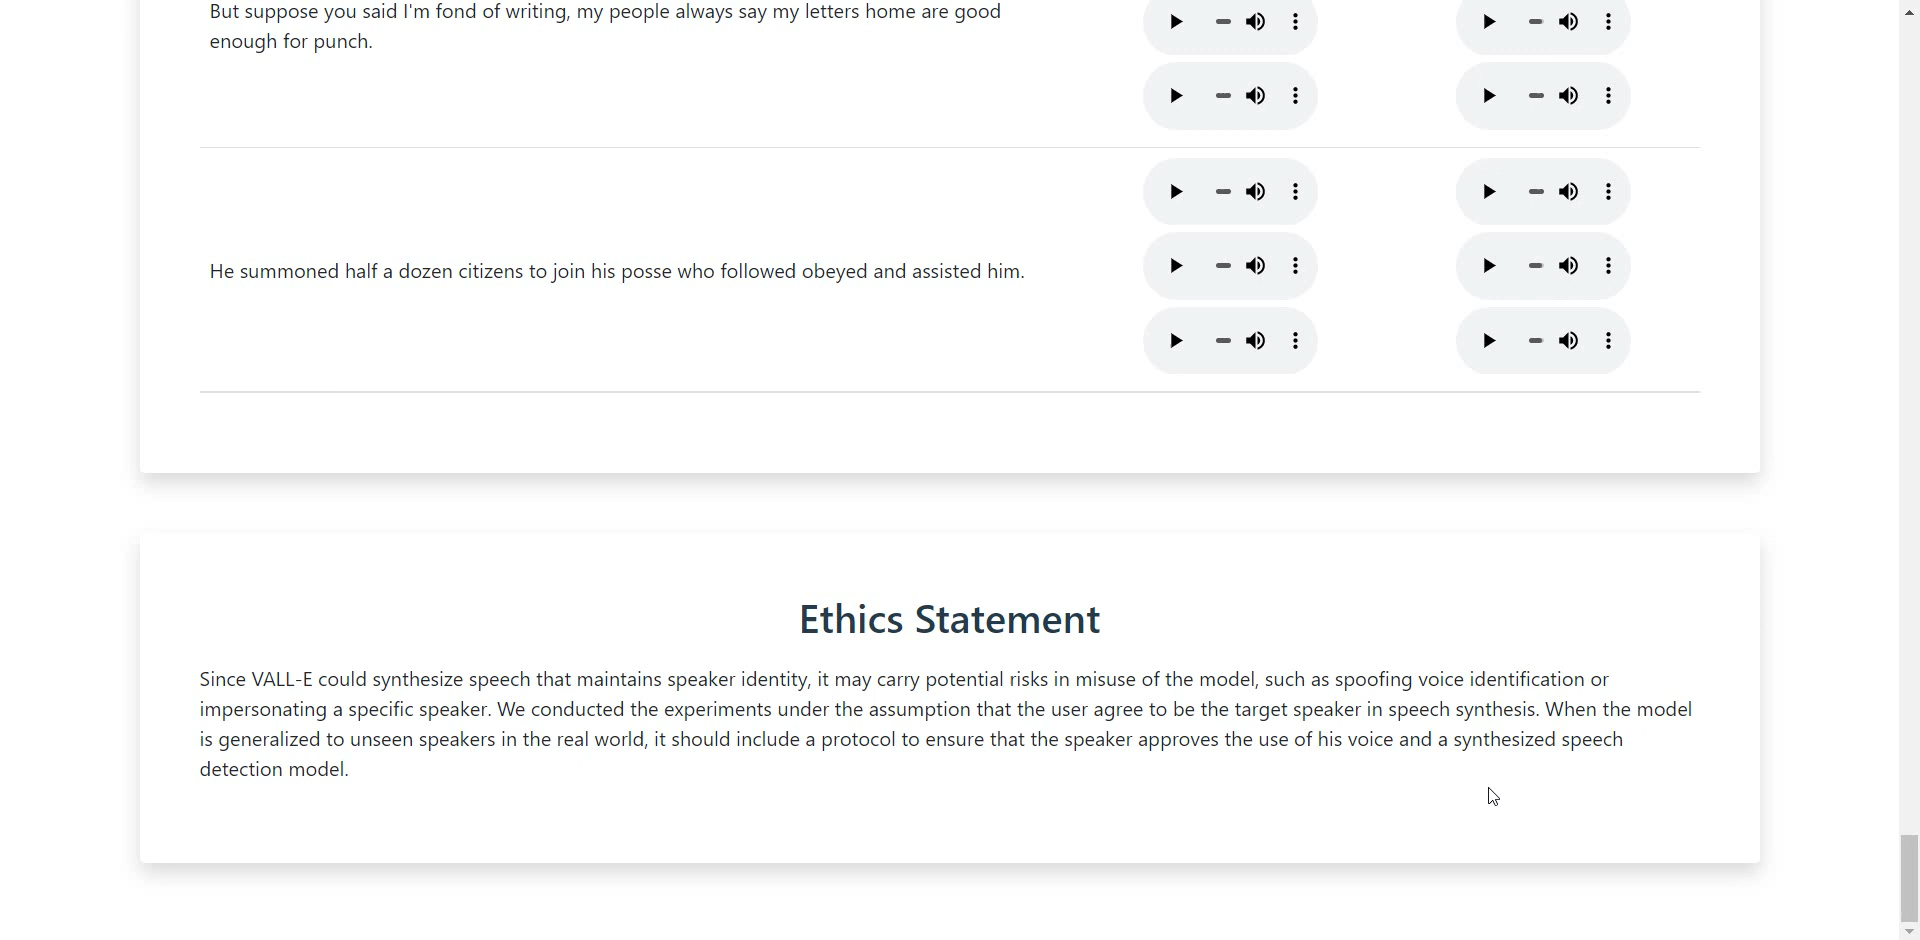 But suppose you said I'm fond of writing, my people always say my letters home are good
enough for punch.
He summoned half a dozen citizens to join his posse who followed obeyed and assisted him.
Ethics Statement
Since VALL-E could synthesize speech that maintains speaker identity, it may carry potential risks in misuse of the model, such as spoofing voice identification or
impersonating a specific speaker. We conducted the experiments under the assumption that the user agree to be the target speaker in speech synthesis. When the model
is generalized to unseen speakers in the real world, it should include a protocol to ensure that the speaker approves the use of his voice and a synthesized speech
detection model.